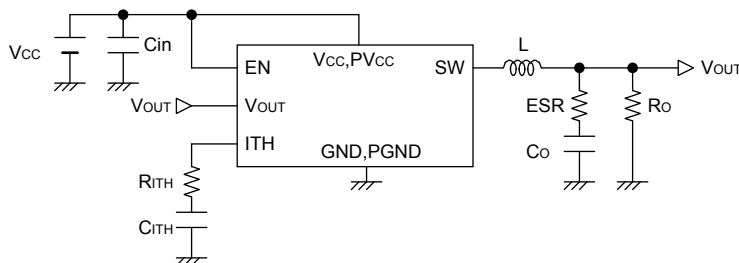 VCC
Cin
EN
VCC,PVCC
SW
L
VOUT
VOUT
VOUT
ESR
RO
ITH
GND,PGND
CO
RITH
CITH